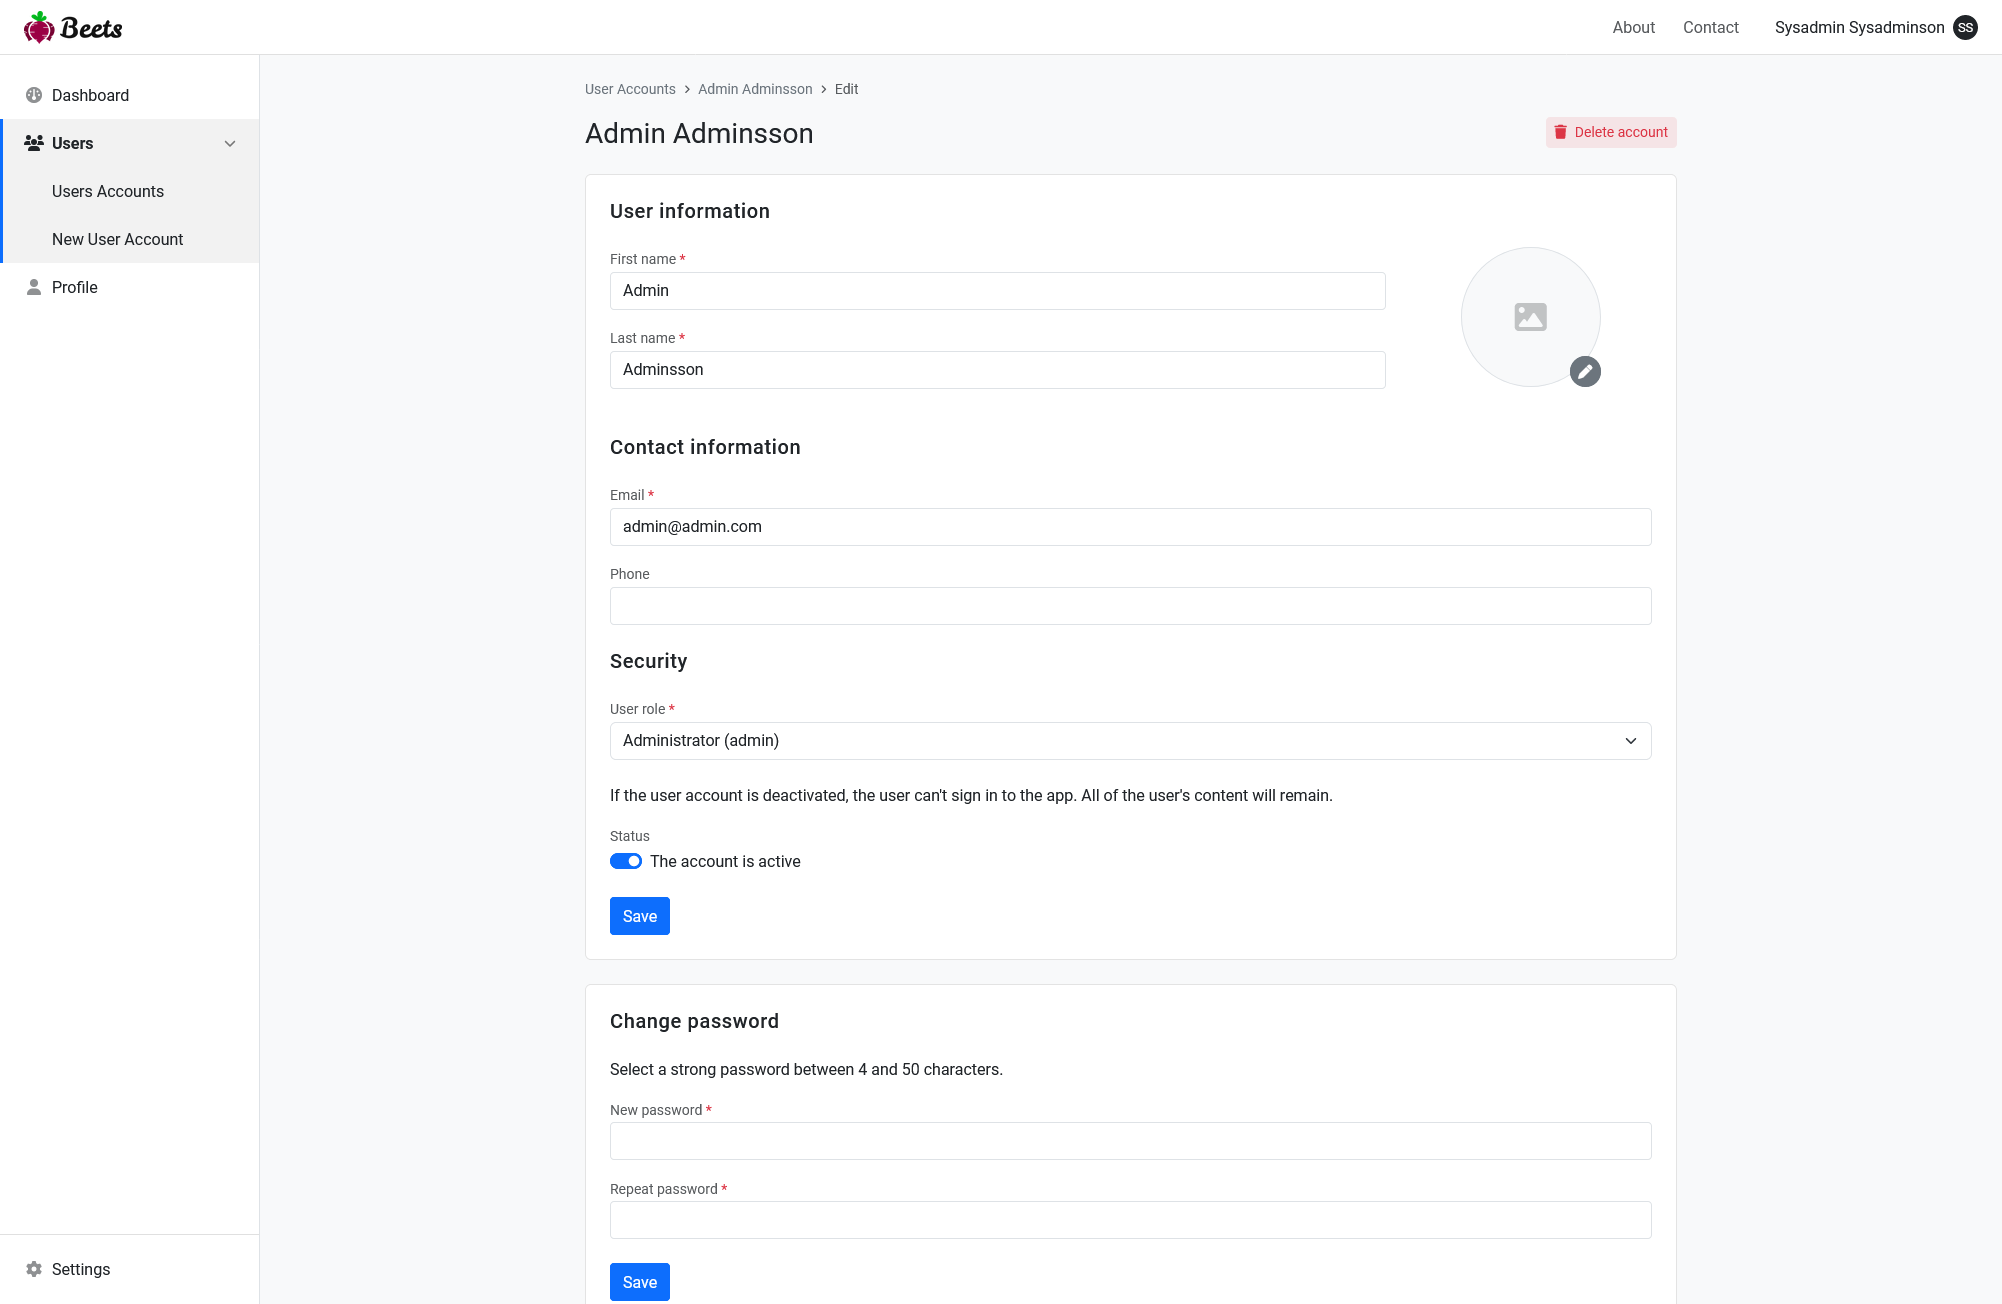 Beets
About
Contact
Sysadmin Sysadminson
SS
Dashboard
Users
Users Accounts
New User Account
Profile
Settings
User Accounts > Admin Adminsson > Edit
Admin Adminsson
Delete account
User information
First name *
Admin
Last name *
Adminsson
Contact information
Email *
admin@admin.com
Phone
Security
User role *
Administrator (admin)
If the user account is deactivated, the user can't sign in to the app. All of the user's content will remain.
Status
The account is active
Save
Change password
Select a strong password between 4 and 50 characters.
New password *
Repeat password *
Save